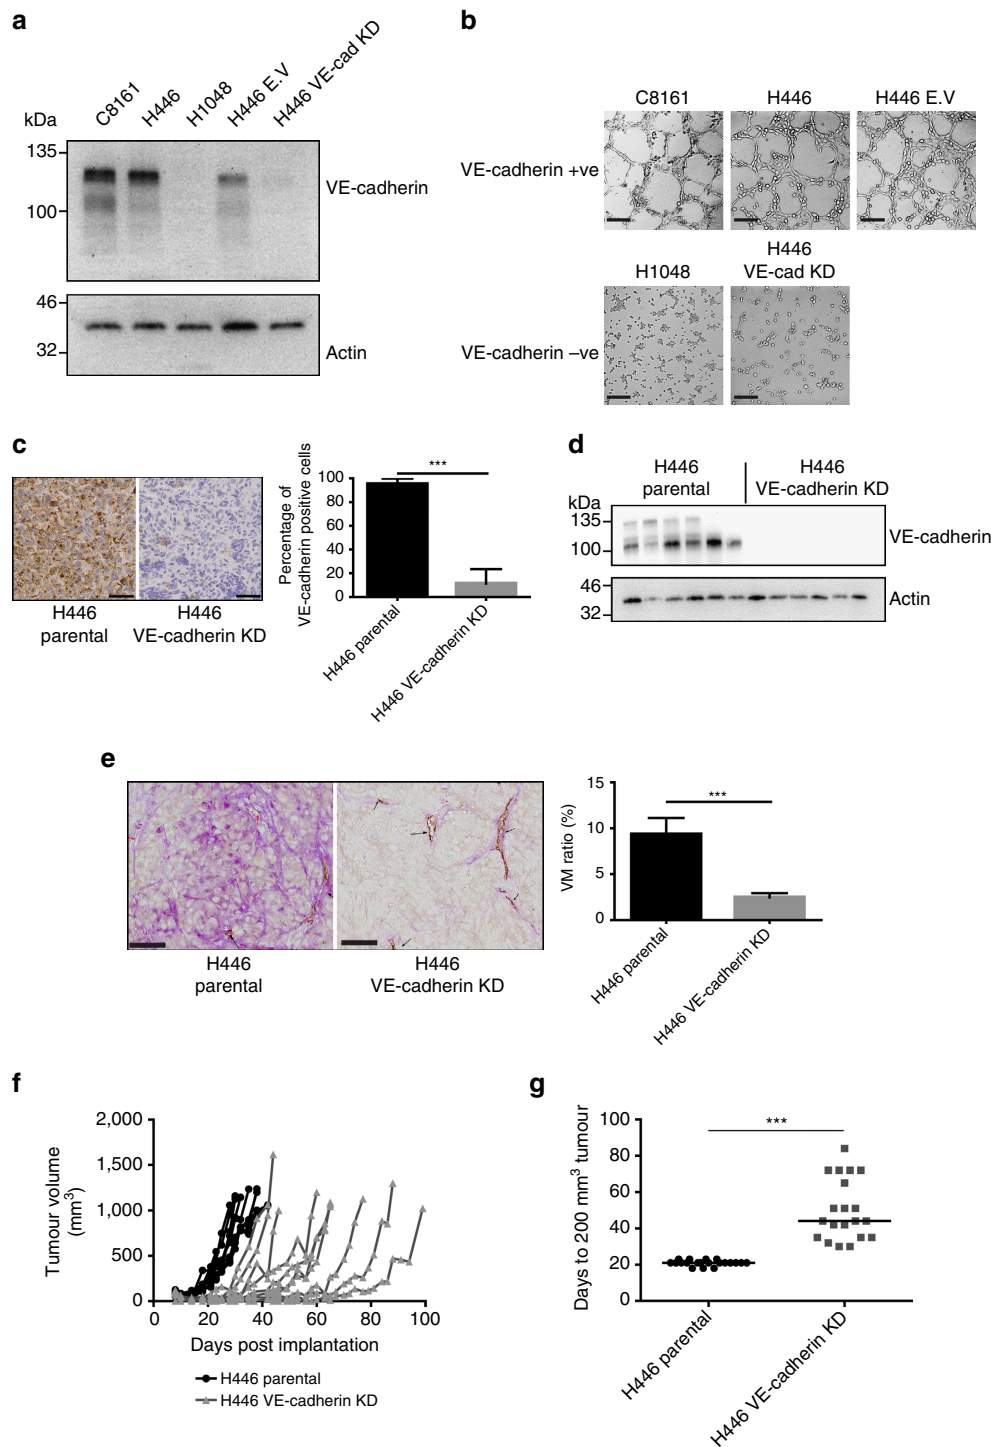 a
kDa
C8161
H446
H1048
H446 E.V
H446 VE-cad KD
135
100
VE-cadherin
46
32
Actin
b
C8161
H446
H446 E.V
VE-cadherin +ve
H1048
H446
VE-cad KD
VE-cadherin –ve
c
H446
parental
H446
VE-cadherin KD
Percentage of
VE-cadherin positive cells
100
80
60
40
20
0
***
H446 parental
H446 VE-cadherin KD
d
H446
parental
H446
VE-cadherin KD
kDa
135
100
VE-cadherin
46
32
Actin
e
H446
parental
H446
VE-cadherin KD
VM ratio (%)
15
10
5
0
***
H446 parental
H446 VE-cadherin KD
f
Tumour volume
(mm3)
2,000
1,500
1,000
500
0
0
20
40
60
80
100
Days post implantation
H446 parental
H446 VE-cadherin KD
g
Days to 200 mm3 tumour
100
80
60
40
20
0
***
H446 parental
H446 VE-cadherin KD